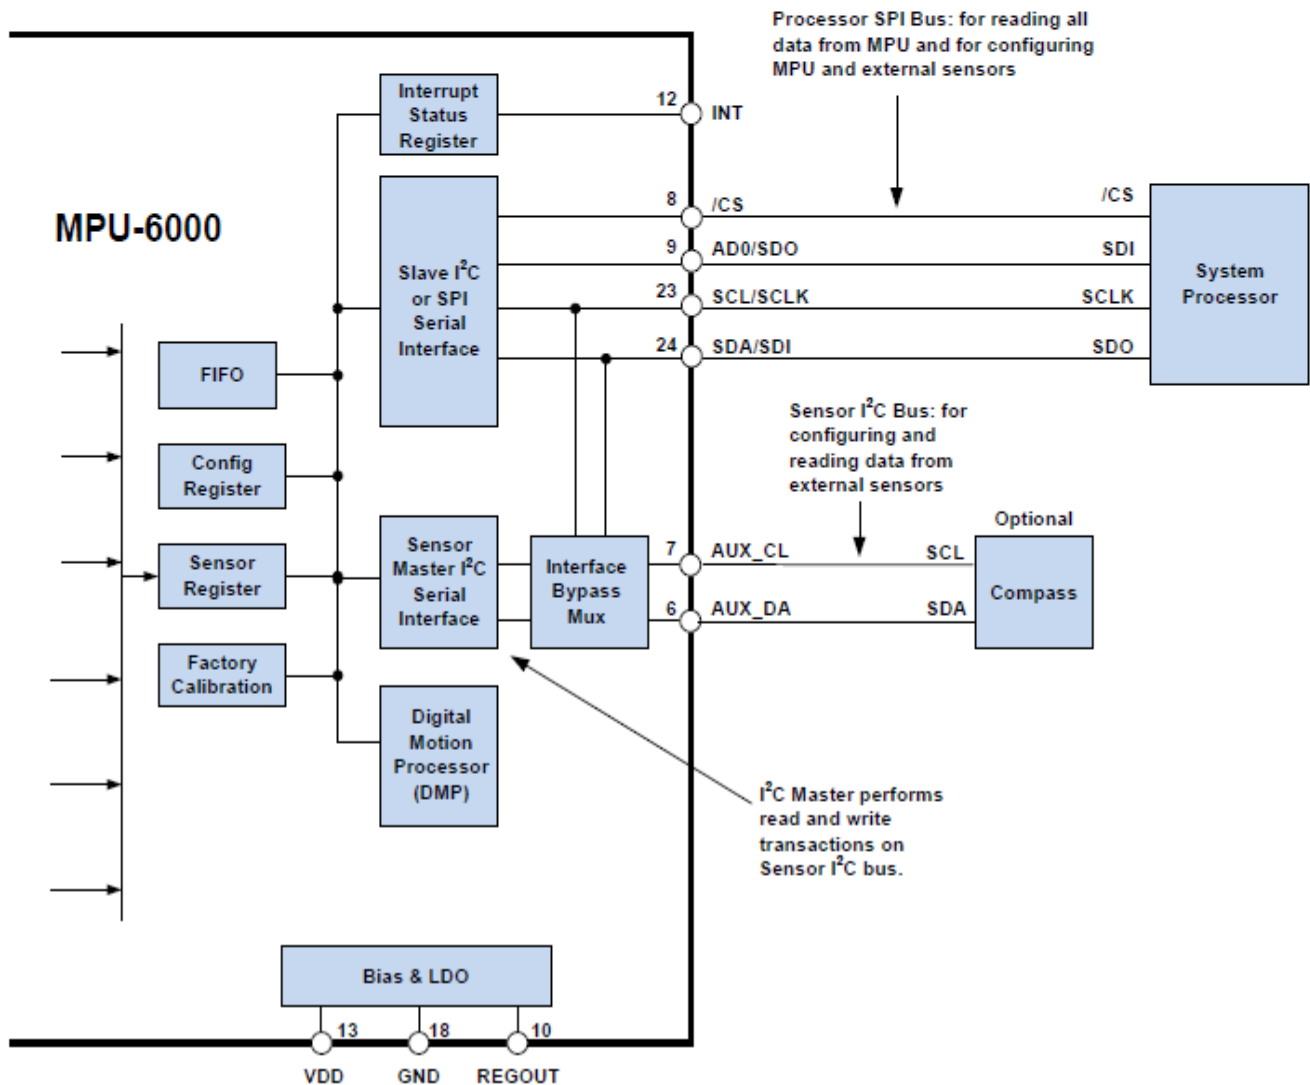 Processor SPI Bus: for reading all
data from MPU and for configuring
MPU and external sensors
MPU-6000
Interrupt
Status
Register
12
INT
Slave I²C
or SPI
Serial
Interface
8
/CS
/CS
9
AD0/SDO
SDI
23
SCL/SCLK
SCLK
24
SDA/SDI
SDO
System
Processor
FIFO
Config
Register
Sensor
Register
Factory
Calibration
Sensor I²C Bus: for
configuring and
reading data from
external sensors
Sensor
Master I²C
Serial
Interface
Interface
Bypass
Mux
7
AUX_CL
SCL
6
AUX_DA
SDA
Optional
Compass
Digital
Motion
Processor
(DMP)
I²C Master performs
read and write
transactions on
Sensor I²C bus.
Bias & LDO
13
18
10
VDD
GND
REGOUT